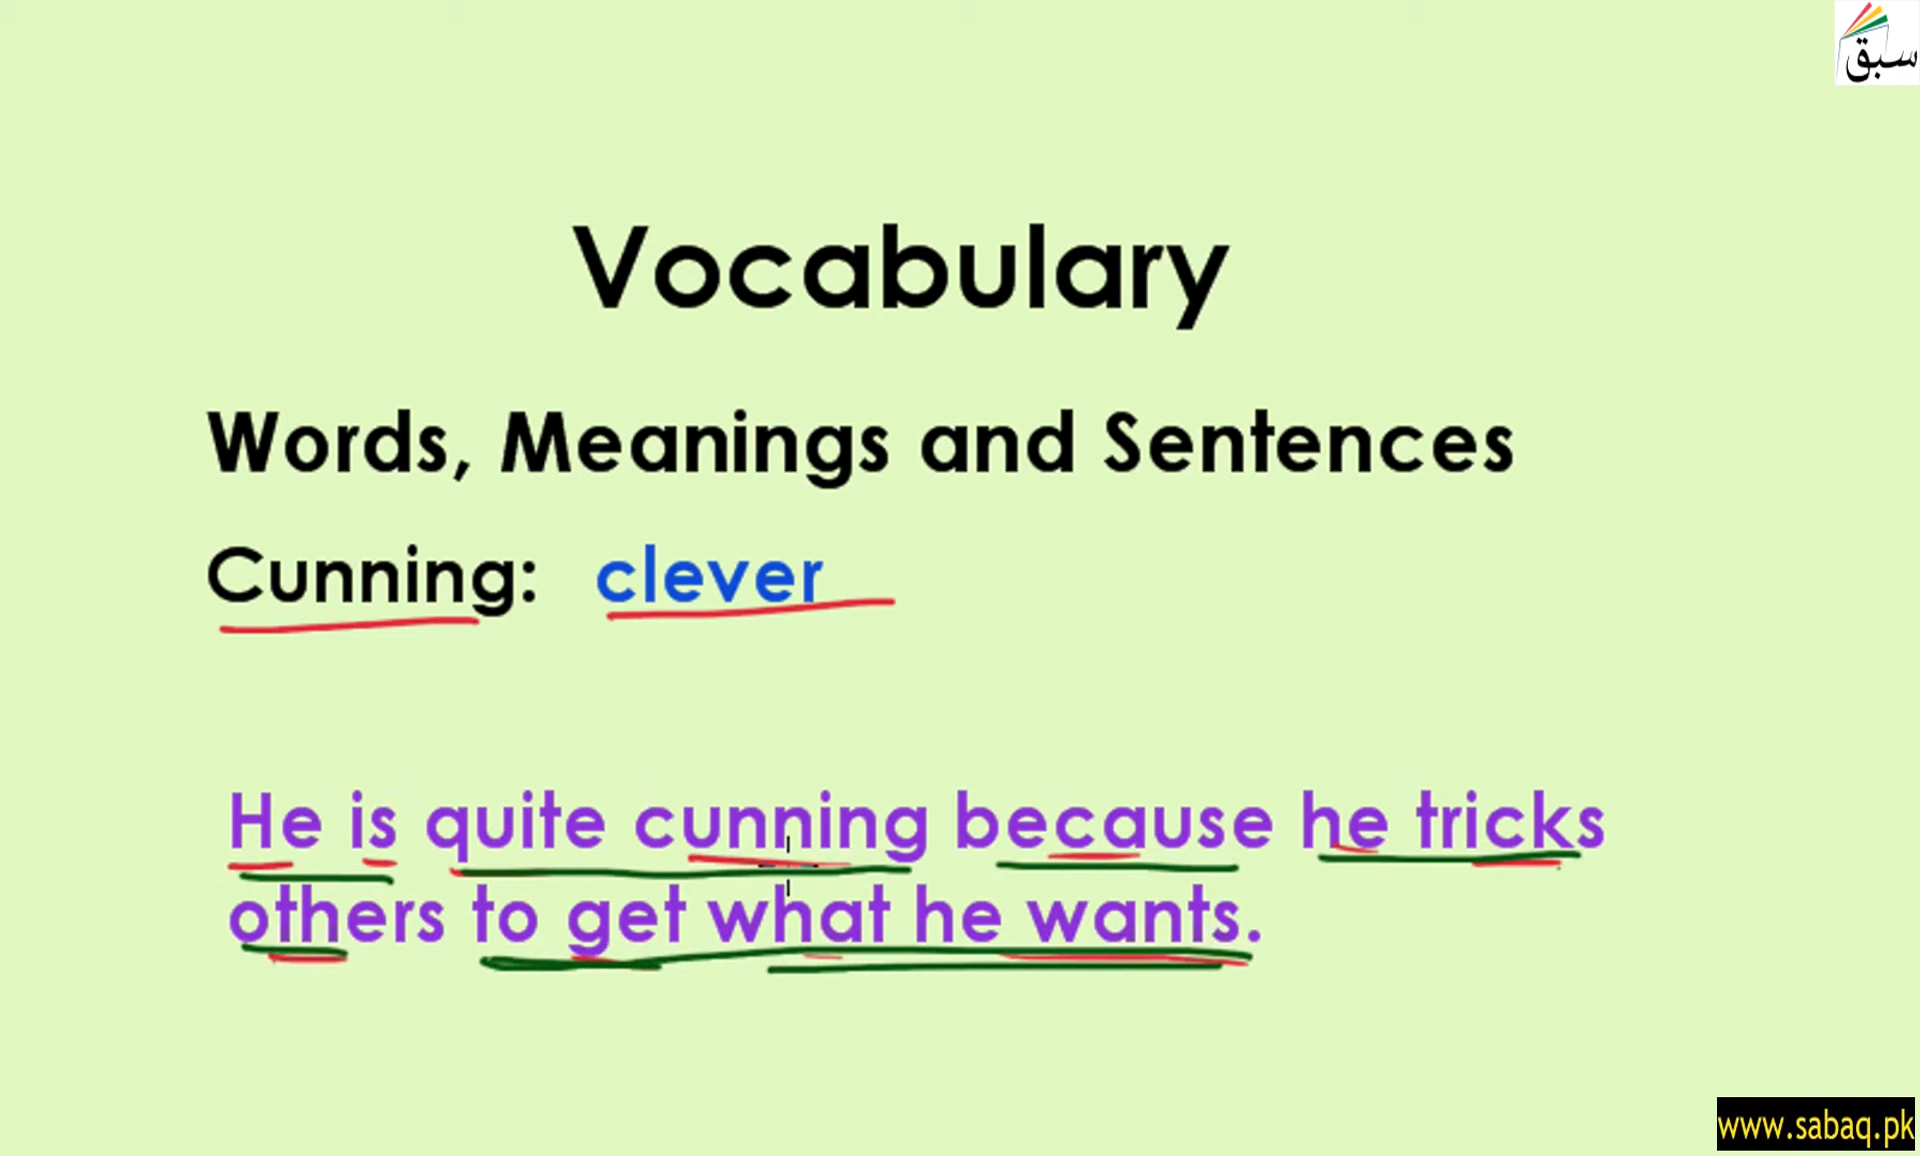 سبق
Vocabulary
Words, Meanings and Sentences
Cunning: clever
He is quite cunning because he tricks
others to get what he wants.
www.sabaq.pk